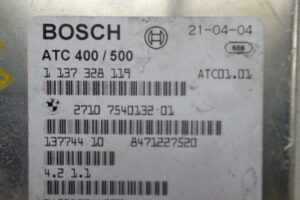 BOSCH 21-04-04
ATC 400 / 500
1 137 328 119 ATC01.01
2710 7540132-01
137744 10 8471227520
4.2 1.1